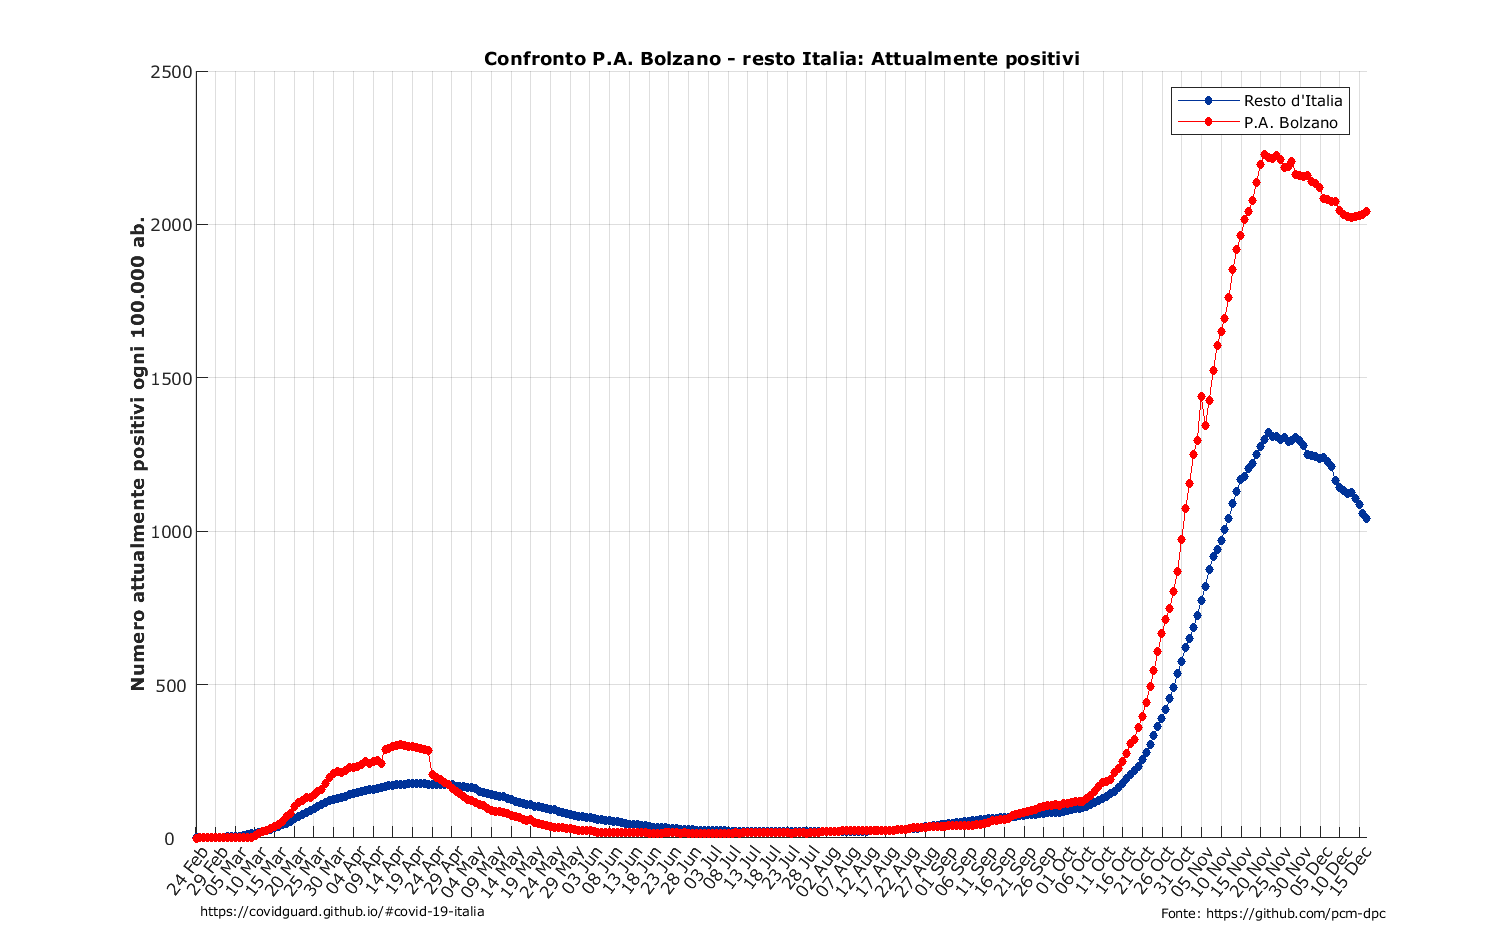 Confronto P.A. Bolzano - resto Italia: Attualmente positivi
Resto d'Italia
P.A. Bolzano
Numero attualmente positivi ogni 100.000 ab.
2500
2000
1500
1000
500
0
24 Feb
29 Feb
05 Mar
10 Mar
15 Mar
20 Mar
25 Mar
30 Mar
04 Apr
09 Apr
14 Apr
19 Apr
24 Apr
29 Apr
04 May
09 May
14 May
19 May
24 May
29 May
03 Jun
08 Jun
13 Jun
18 Jun
23 Jun
28 Jun
03 Jul
08 Jul
13 Jul
18 Jul
23 Jul
28 Jul
02 Aug
07 Aug
12 Aug
17 Aug
22 Aug
27 Aug
01 Sep
06 Sep
11 Sep
16 Sep
21 Sep
26 Sep
01 Oct
06 Oct
11 Oct
16 Oct
21 Oct
26 Oct
31 Oct
05 Nov
10 Nov
15 Nov
20 Nov
25 Nov
30 Nov
05 Dec
10 Dec
15 Dec
https://covidguard.github.io/#covid-19-italia
Fonte: https://github.com/pcm-dpc